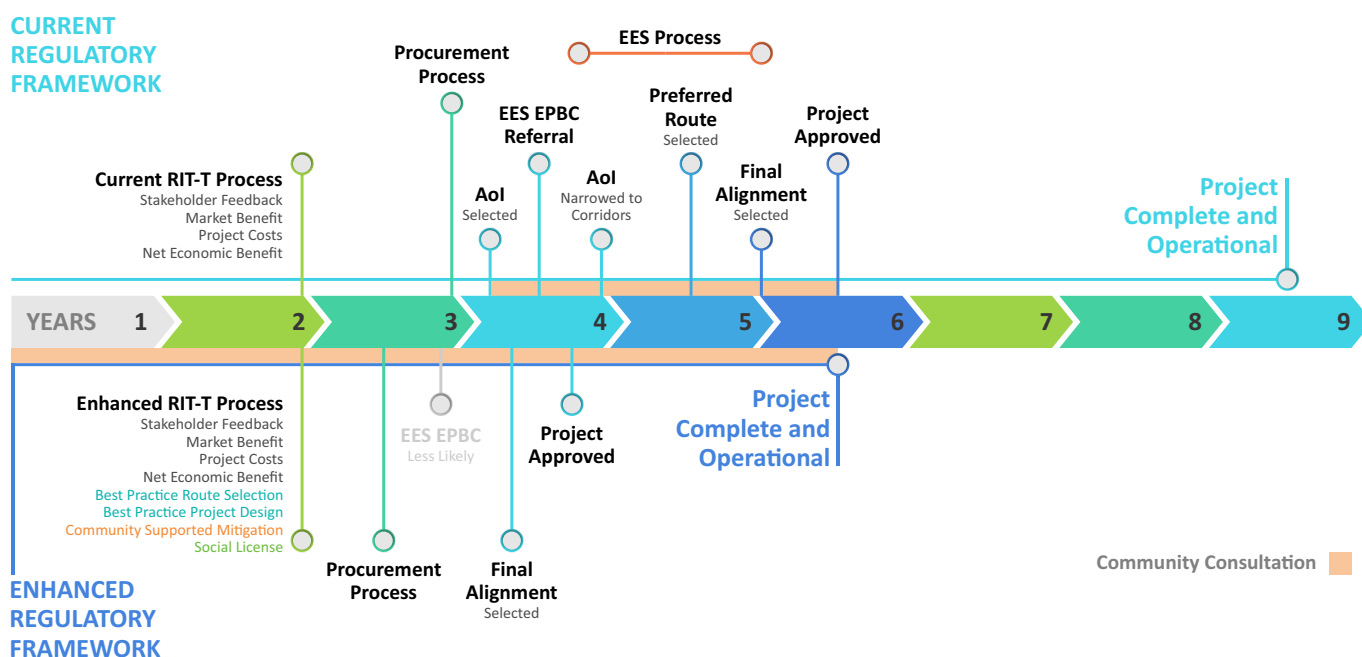 CURRENT
REGULATORY
FRAMEWORK
EES Process
Procurement
Process
EES EPBC
Referral
Preferred
Route
Selected
Project
Approved
Current RIT-T Process
Stakeholder Feedback
Market Benefit
Project Costs
Net Economic Benefit
AoI
Selected
AoI
Narrowed to
Corridors
Final
Alignment
Selected
Project
Complete and
Operational
YEARS 1 2 3 4 5 6 7 8 9
Enhanced RIT-T Process
Stakeholder Feedback
Market Benefit
Project Costs
Net Economic Benefit
Best Practice Route Selection
Best Practice Project Design
Community Supported Mitigation
Social License
EES EPBC
Less Likely
Project
Approved
Project
Complete and
Operational
Procurement
Process
Final
Alignment
Selected
Community Consultation
ENHANCED
REGULATORY
FRAMEWORK